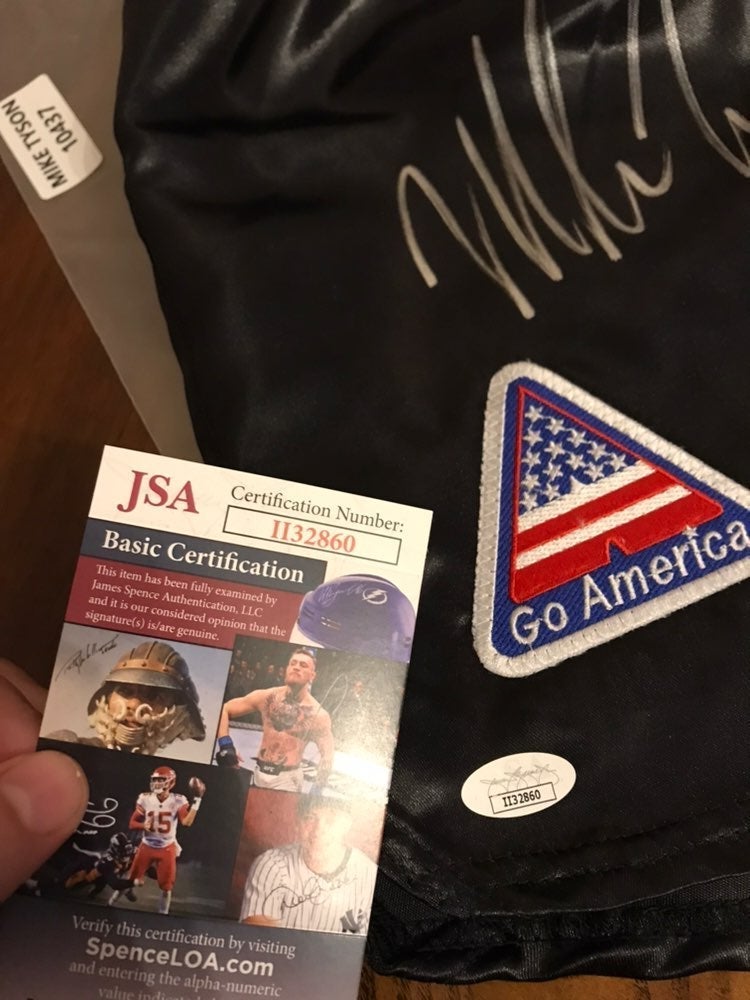 MIKE TYSON
10437
Mike T
JSA
Certification Number:
II32860
Basic Certification
This item has been fully examined by
James Spence Authentication, LLC
and it is our considered opinion that the
signature(s) is/are genuine.
15
Verify this certification by visiting
SpenceLOA.com
and entering the alpha-numeric
Go America
II32860